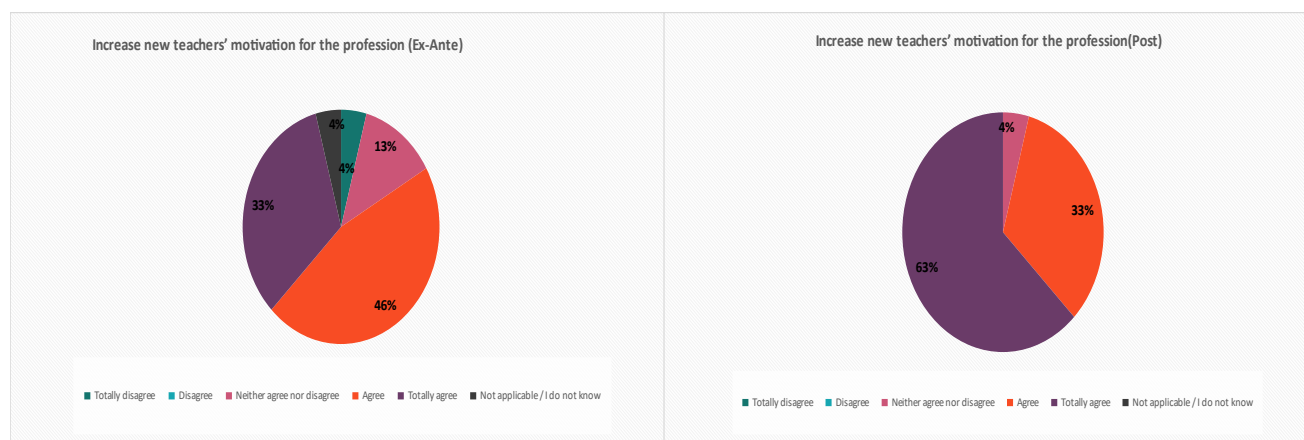 Increase new teachers' motivation for the profession (Ex-Ante)
4%
4%
13%
33%
46%
Totally disagree Disagree Neither agree nor disagree Agree Totally agree Not applicable / I do not know
Increase new teachers' motivation for the profession(Post)
4%
33%
63%
Totally disagree Disagree Neither agree nor disagree Agree Totally agree Not applicable / I do not know